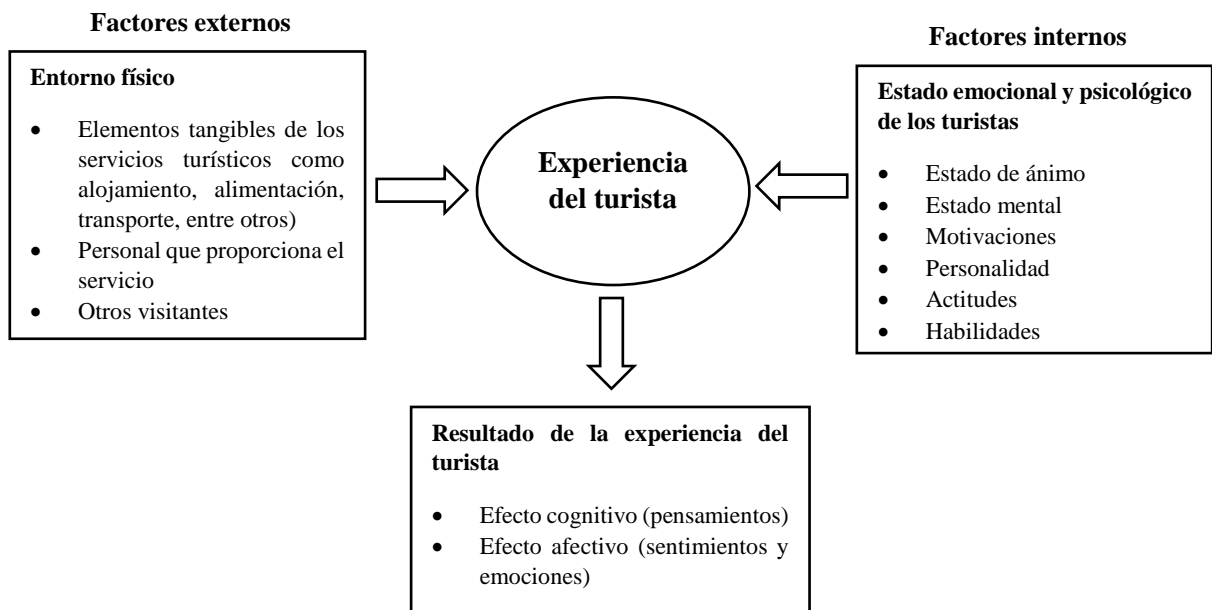 Factores externos
Entorno físico
• Elementos tangibles de los
servicios turísticos como
alojamiento, alimentación,
transporte, entre otros)
• Personal que proporciona el
servicio
• Otros visitantes
Experiencia
del turista
Factores internos
Estado emocional y psicológico
de los turistas
• Estado de ánimo
• Estado mental
• Motivaciones
• Personalidad
• Actitudes
• Habilidades
Resultado de la experiencia del
turista
• Efecto cognitivo (pensamientos)
• Efecto afectivo (sentimientos y
emociones)